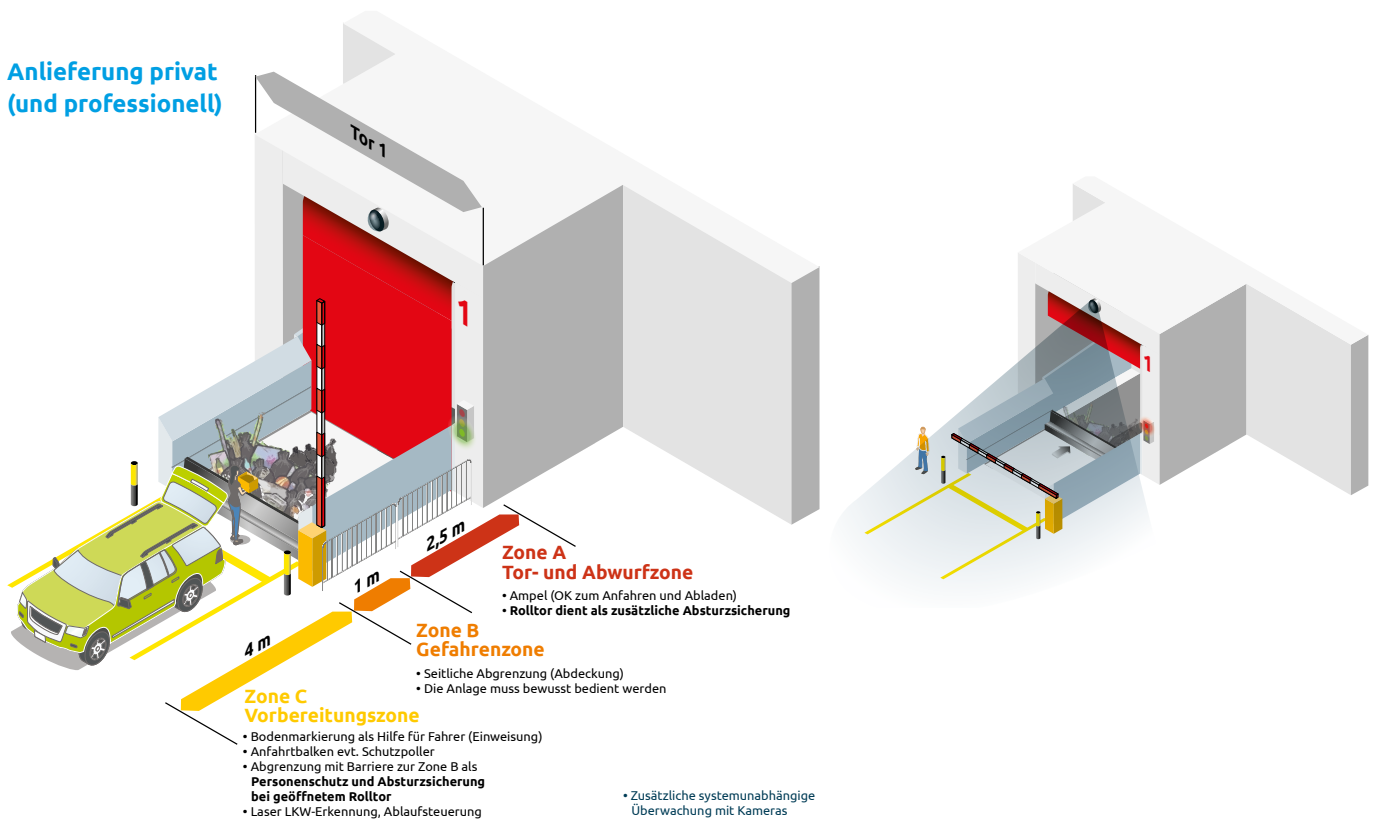 Anlieferung privat
(und professionell)
Tor 1
1
1
2,5 m
Zone A
Tor- und Abwurfzone
• Ampel (OK zum Anfahren und Abladen)
• Rolltor dient als zusätzliche Absturzsicherung
1 m
Zone B
Gefahrenzone
• Seitliche Abgrenzung (Abdeckung)
• Die Anlage muss bewusst bedient werden
4 m
Zone C
Vorbereitungszone
• Bodenmarkierung als Hilfe für Fahrer (Einweisung)
• Anfahrtbalken evt. Schutzpoller
• Abgrenzung mit Barriere zur Zone B als
Personenschutz und Absturzsicherung
bei geöffnetem Rolltor
• Laser LKW-Erkennung, Ablaufsteuerung
• Zusätzliche systemunabhängige
Überwachung mit Kameras